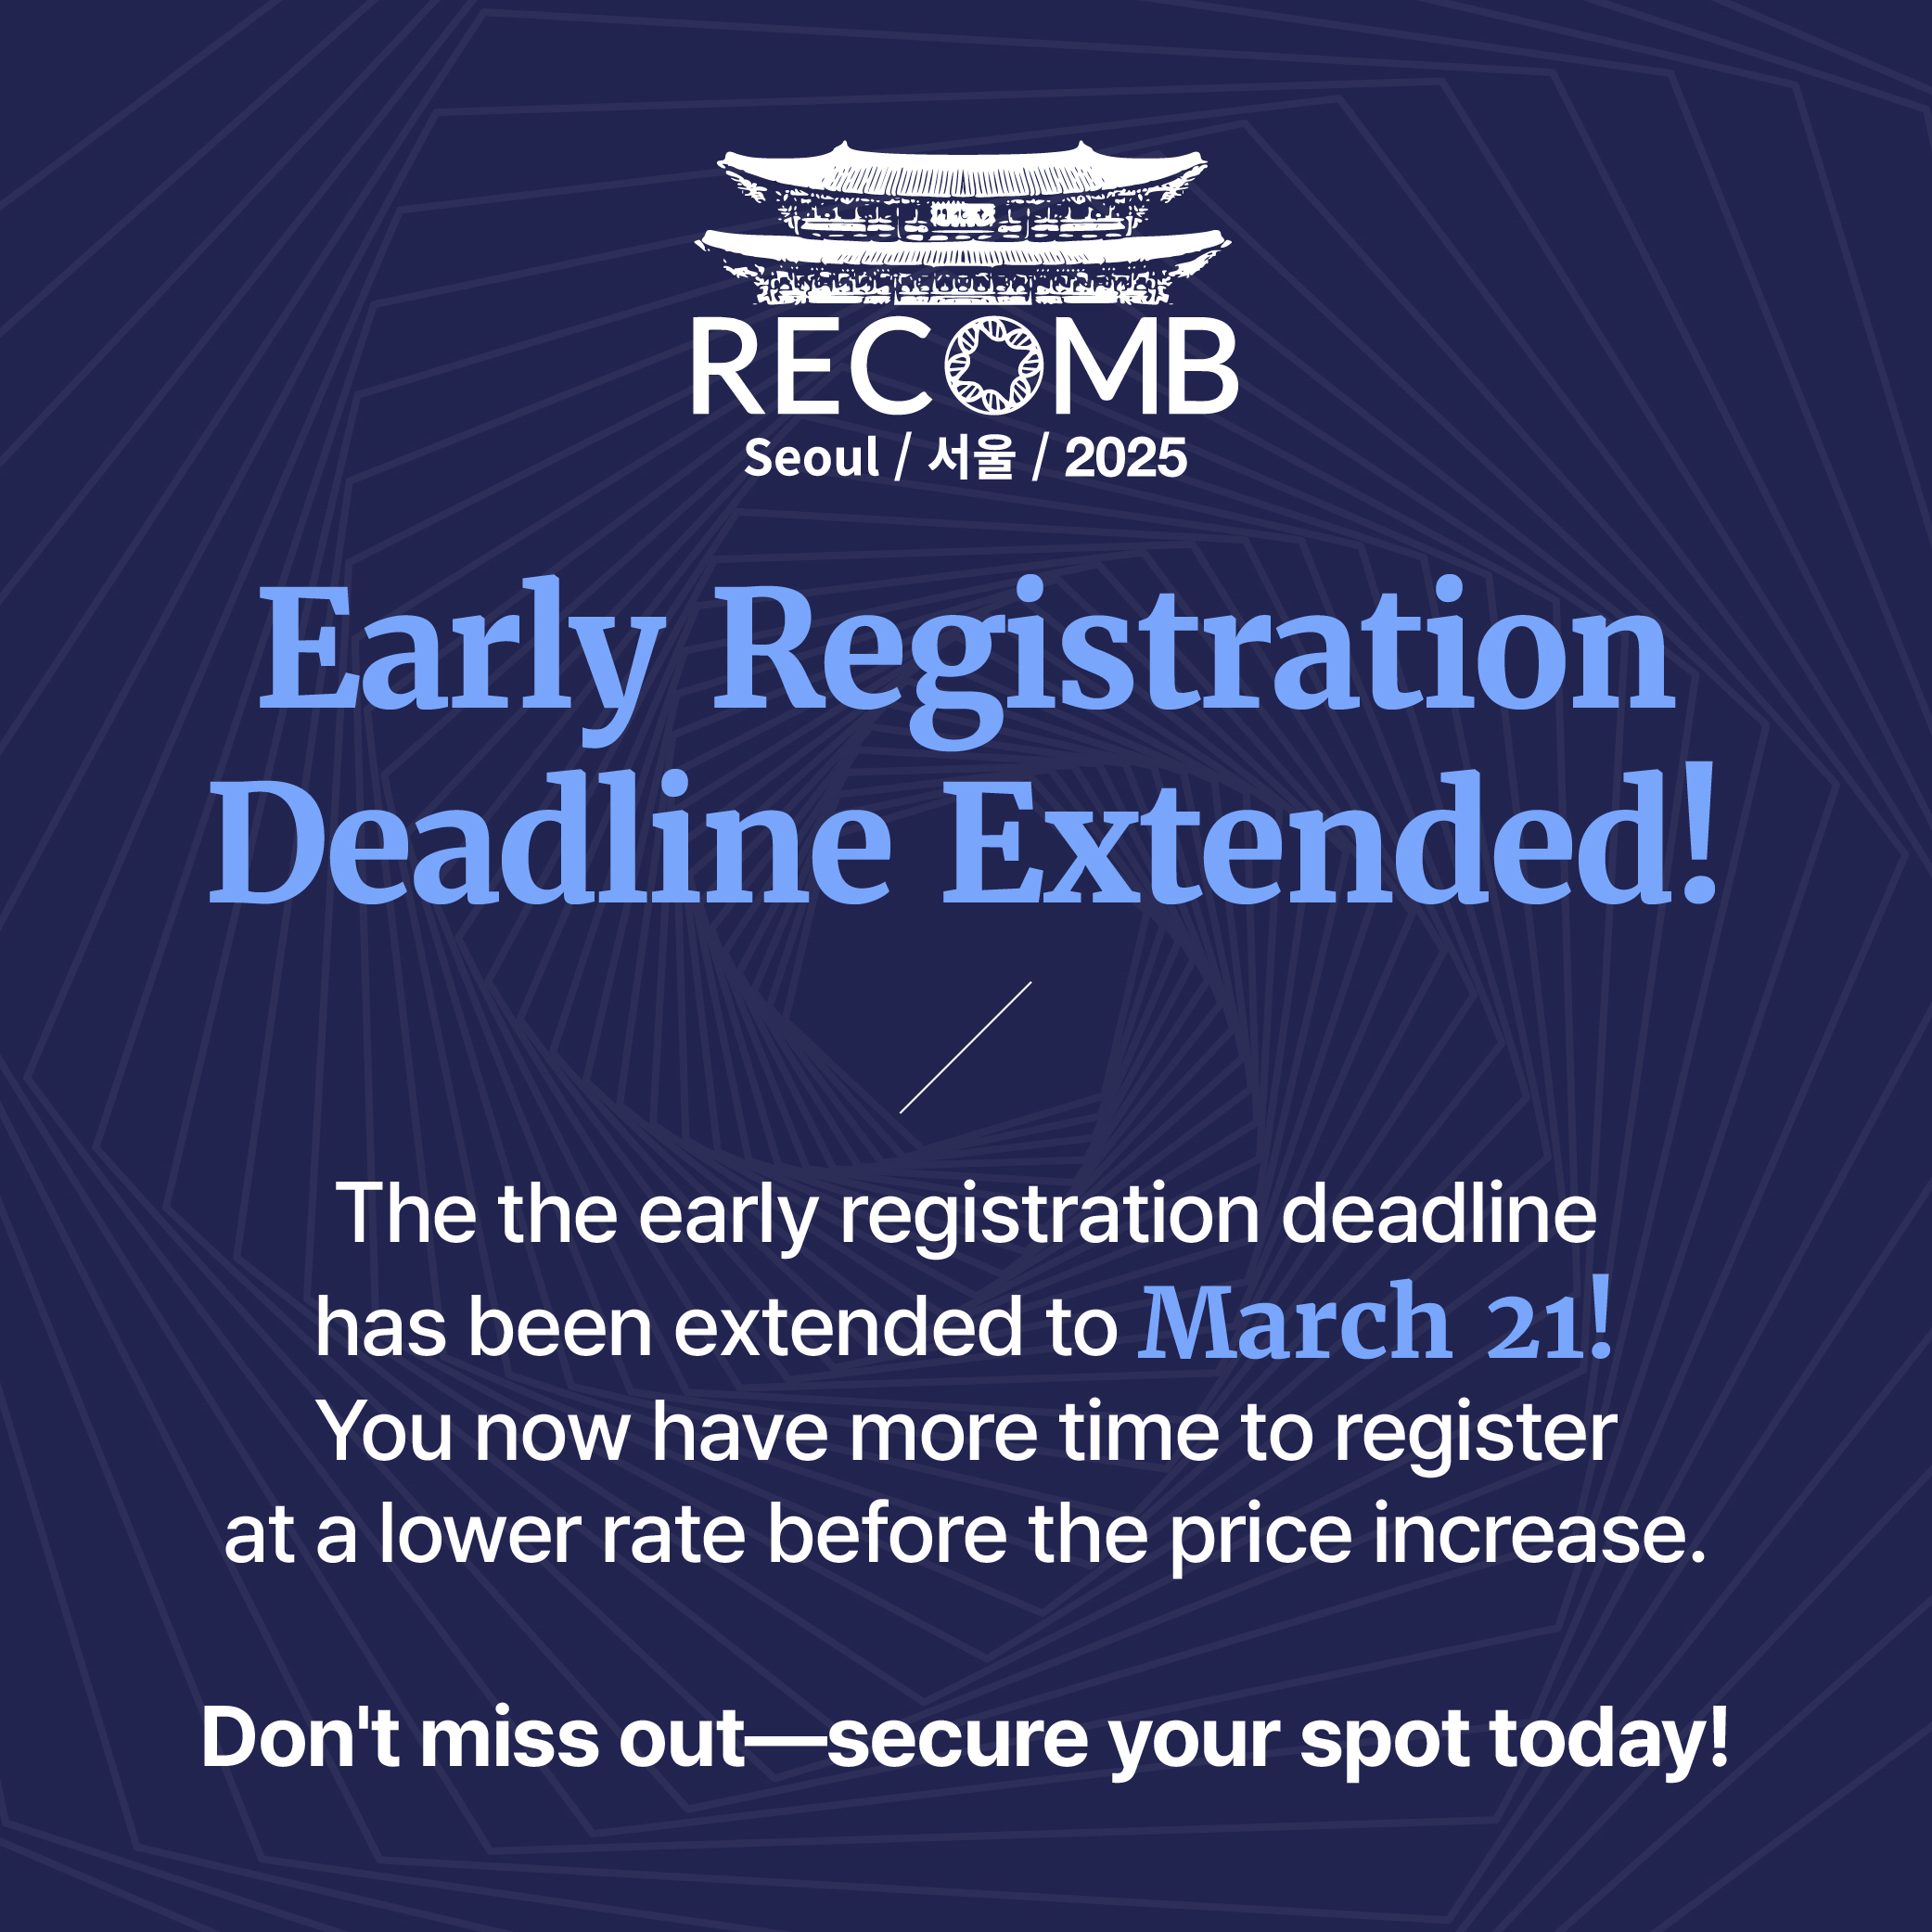 RECOMB
Seoul / 서울 / 2025
Early Registration
Deadline Extended!
The the early registration deadline
has been extended to March 21!
You now have more time to register
at a lower rate before the price increase.
Don't miss out—secure your spot today!